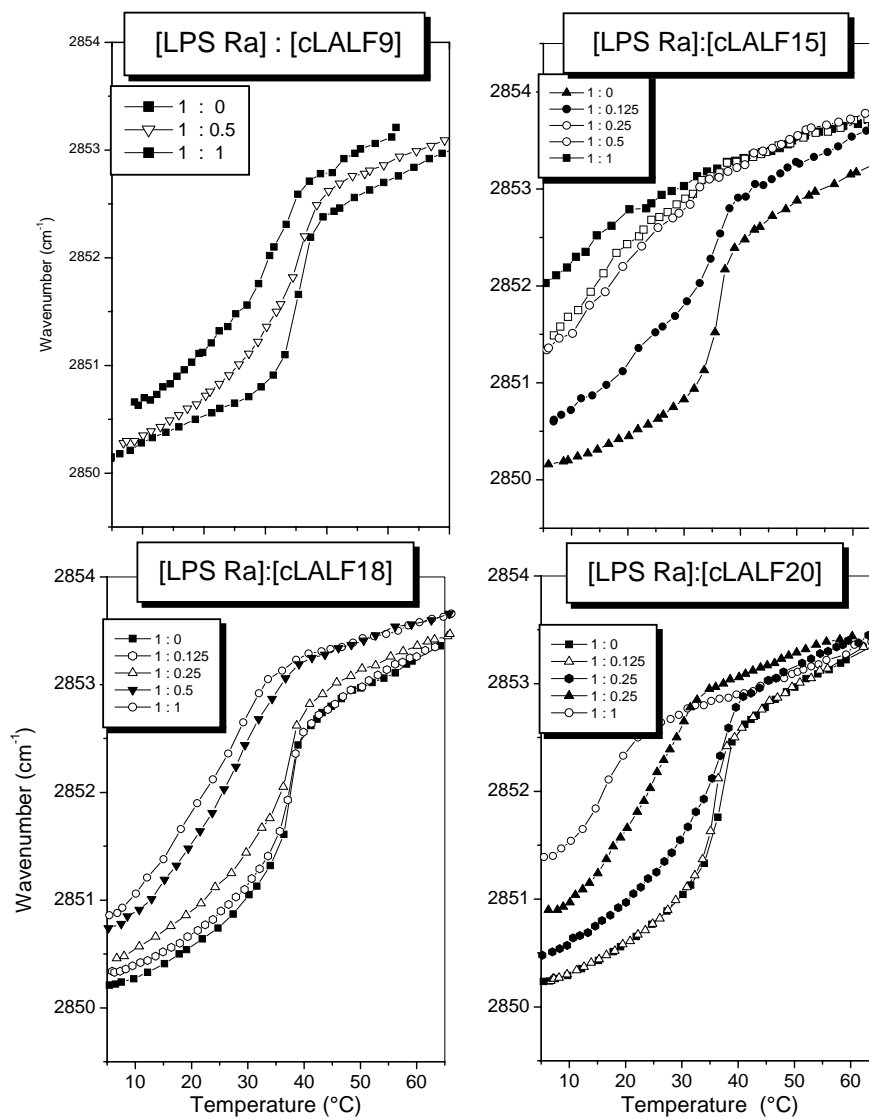 [LPS Ra] : [cLALF9]
2854
2853
2852
2851
2850
Wavenumber (cm-1)
1 : 0
1 : 0.5
1 : 1
[LPS Ra]:[cLALF15]
2854
2853
2852
2851
2850
1 : 0
1 : 0.125
1 : 0.25
1 : 0.5
1 : 1
[LPS Ra]:[cLALF18]
2854
2853
2852
2851
2850
Wavenumber (cm-1)
1 : 0
1 : 0.125
1 : 0.25
1 : 0.5
1 : 1
10 20 30 40 50 60
Temperature (°C)
[LPS Ra]:[cLALF20]
2854
2853
2852
2851
2850
1 : 0
1 : 0.125
1 : 0.25
1 : 0.25
1 : 1
10 20 30 40 50 60
Temperature (°C)